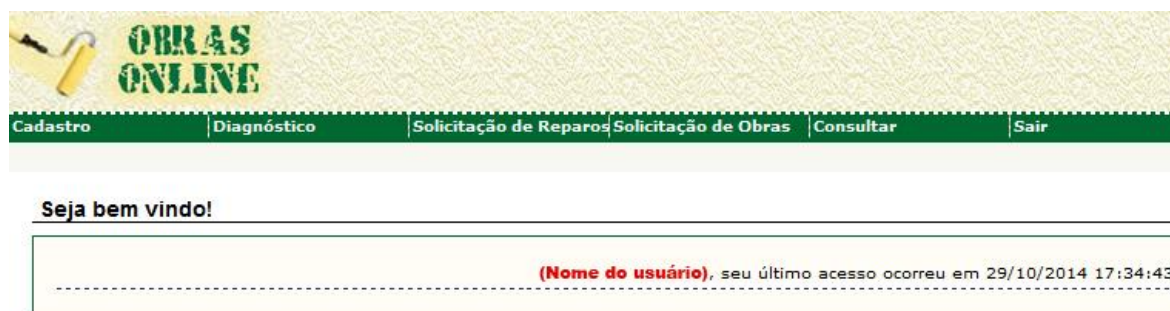 OBRAS
ONLINE
Cadastro Diagnóstico Solicitação de Reparos Solicitação de Obras Consultar Sair
Seja bem vindo!
(Nome do usuário), seu último acesso ocorreu em 29/10/2014 17:34:43